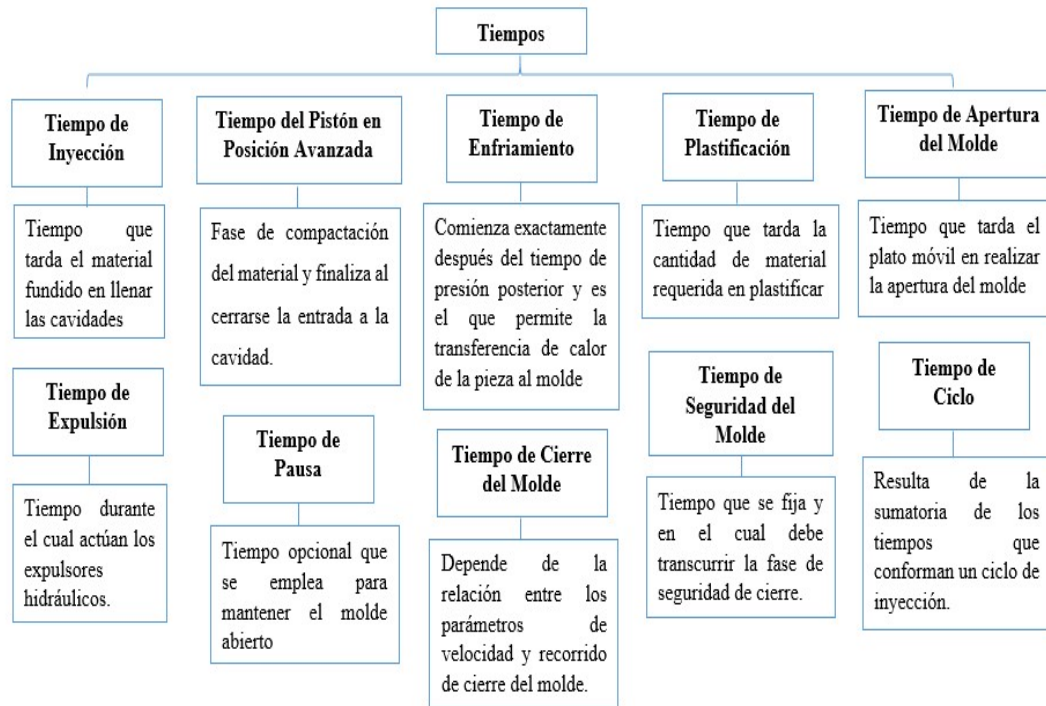 Tiempos
Tiempo de
Inyección
Tiempo que
tarda el material
fundido en llenar
las cavidades
Tiempo del Pistón en
Posición Avanzada
Fase de compactación
del material y finaliza al
cerrarse la entrada a la
cavidad.
Tiempo de
Enfriamiento
Comienza exactamente
después del tiempo de
presión posterior y es
el que permite la
transferencia de calor
de la pieza al molde
Tiempo de
Plastificación
Tiempo que tarda la
cantidad de material
requerida en plastificar
Tiempo de Apertura
del Molde
Tiempo que tarda el
plato móvil en realizar
la apertura del molde
Tiempo de
Expulsión
Tiempo durante
el cual actúan los
expulsores
hidráulicos.
Tiempo de
Pausa
Tiempo opcional que
se emplea para
mantener el molde
abierto
Tiempo de Cierre
del Molde
Depende de la
relación entre los
parámetros de
velocidad y recorrido
de cierre del molde.
Tiempo de
Seguridad del
Molde
Tiempo que se fija y
en el cual debe
transcurrir la fase de
seguridad de cierre.
Tiempo de
Ciclo
Resulta de la
sumatoria de los
tiempos que
conforman un ciclo de
inyección.